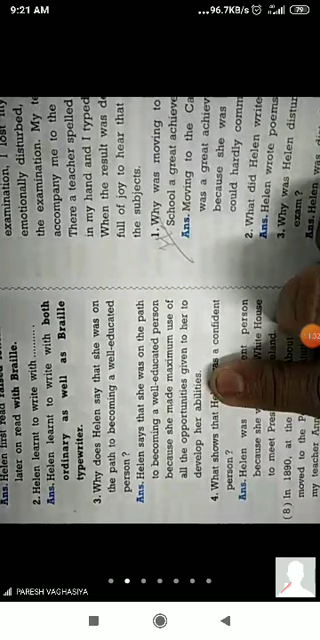 9:21 AM
...96.7KB/s
4G
79
Ans. Helen first read raised
later on read with Braille.
2. Helen learnt to write with ..........
Ans. Helen learnt to write with both
ordinary as well as Braille
typewriter.
3. Why does Helen say that she was on
the path to becoming a well-educated
person ?
Ans. Helen says that she was on the path
to becoming a well-educated person
because she made maximum use of
all the opportunities given to her to
develop her abilities.
4. What shows that a confident
person ?
Ans. Helen was person
because she White House
to meet
(8) In 1890, at the about
moved to the
my teacher,
examination, I lost my
emotionally disturbed,
the examination. My
accompany me to the
There a teacher spelled
in my hand and I typed
When the result was
full of joy to hear that
the subjects.
1. Why was moving to
School a great
Ans. Moving to the
was a great
because she was
could hardly
2. What did Helen write
Ans. Helen wrote poems
3. Why was Helen
exam ?
Ans. Helen was
1:32
PARESH VAGHASIYA